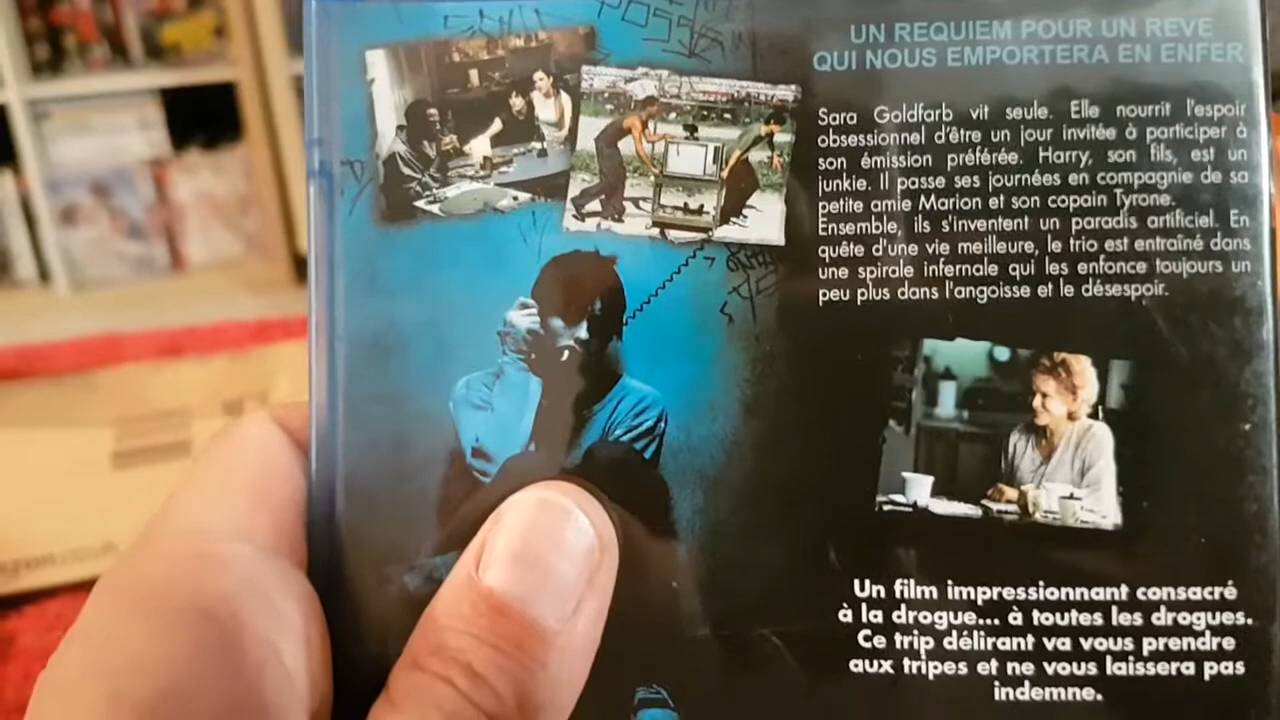 UN REQUIEM POUR UN REVE
QUI NOUS EMPORTERA EN ENFER
Sara Goldfarb vit seule. Elle nourrit l'espoir
obsessionnel d'être un jour invitée à participer à
son émission préférée. Harry, son fils, est un
junkie. Il passe ses journées en compagnie de sa
petite amie Marion et son copain Tyrone.
Ensemble, ils s'inventent un paradis artificiel. En
quête d'une vie meilleure, le trio est entraîné dans
une spirale infernale qui les enfonce toujours un
peu plus dans l'angoisse et le désespoir.
Un film impressionnant consacré
à la drogue... à toutes les drogues.
Ce trip délirant va vous prendre
aux tripes et ne vous laissera pas
indemne.